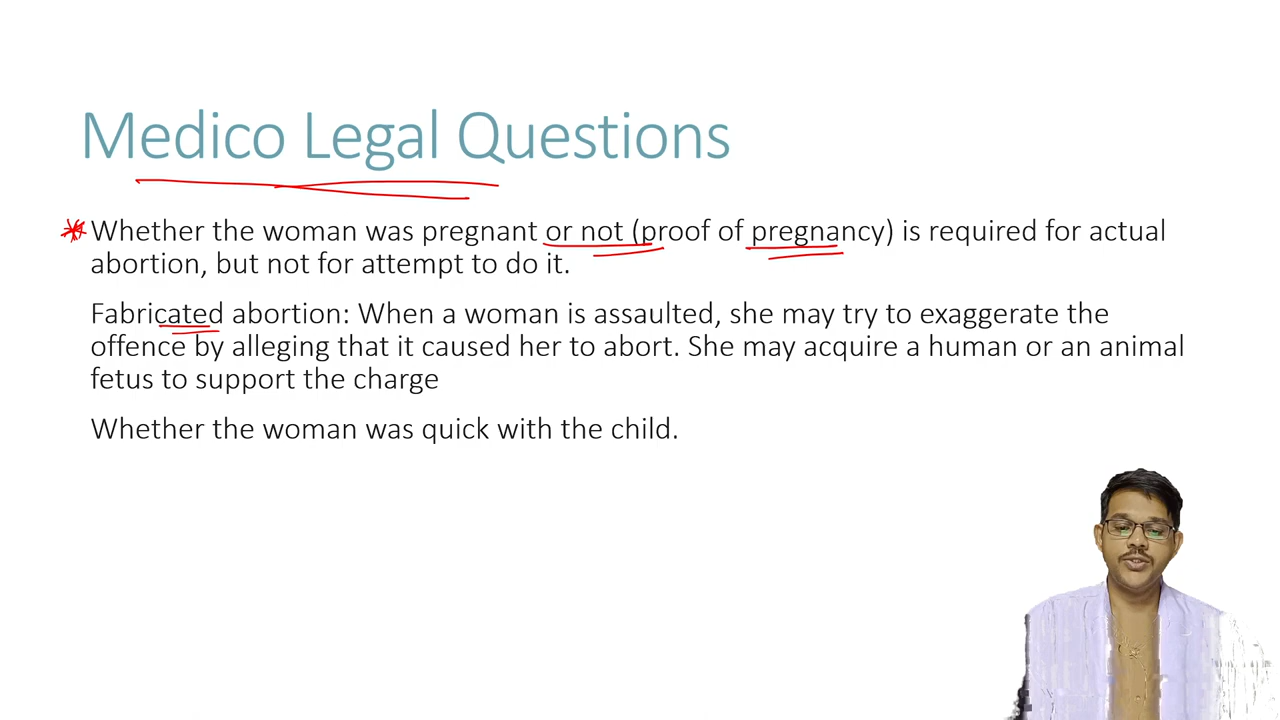 Medico Legal Questions
Whether the woman was pregnant or not (proof of pregnancy) is required for actual
abortion, but not for attempt to do it.
Fabricated abortion: When a woman is assaulted, she may try to exaggerate the
offence by alleging that it caused her to abort. She may acquire a human or an animal
fetus to support the charge
Whether the woman was quick with the child.